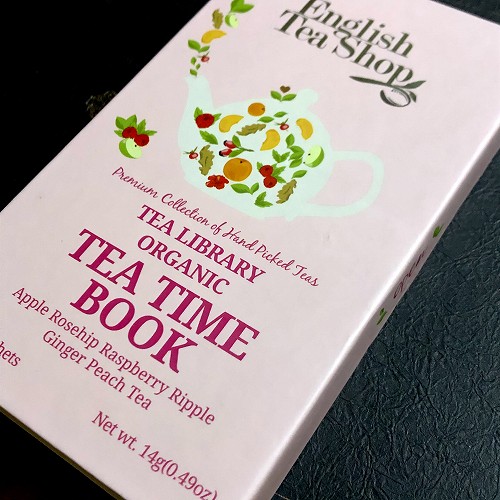 English
Tea Shop
Premium Collection of Hand Picked Teas
TEA LIBRARY
ORGANIC
TEA TIME
BOOK
Apple Rosehip Raspberry Ripple
Ginger Peach Tea
Net wt. 14g(0.49oz)